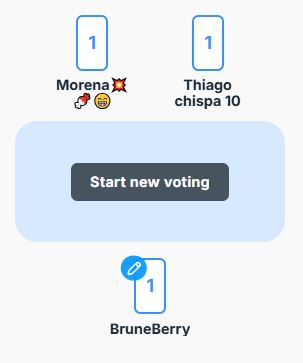 1
1
Morena💥
📌😁
Thiago
chispa 10
Start new voting
1
BruneBerry